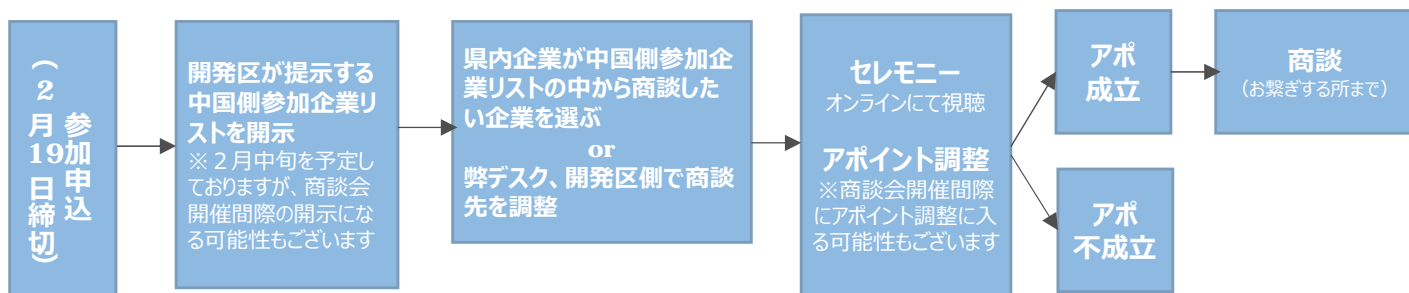 参加申込
（2月19日締切）
開発区が提示する
中国側参加企業リ
ストを開示
※２月中旬を予定し
ておりますが、商談会
開催間際の開示にな
る可能性もございます
県内企業が中国側参加企
業リストの中から商談した
い企業を選ぶ
or
弊デスク、開発区側で商談
先を調整
セレモニー
オンラインにて視聴
アポイント調整
※商談会開催間際
にアポイント調整に入
る可能性もございます
アポ
成立
商談
（お繋ぎする所まで）
アポ
不成立